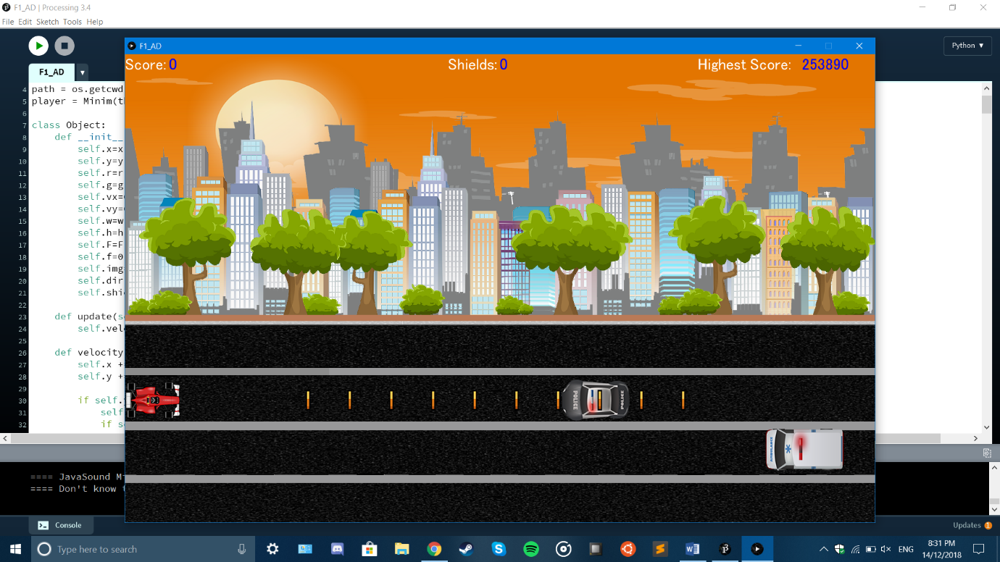 F1_AD | Processing 3.4
File Edit Sketch Tools Help
Python ▼
F1_AD
F1_AD
Score: 0
Shields: 0
Highest Score: 253890
4 path = os.getcwd
5 player = Minim(t
6
7 class Object:
8 def __init__
9 self.x=x
10 self.y=y
11 self.r=r
12 self.g=g
13 self.vx=
14 self.vy=
15 self.w=w
16 self.h=h
17 self.F=F
18 self.f=0
19 self.img
20 self.dir
21 self.shi
22
23 def update(s
24 self.vel
25
26 def velocity
27 self.x +
28 self.y +
29
30 if self.
31 self
32 if s
POLICE
POLICE
AMBULANCE
==== JavaSound M
==== Don't know
Console
Updates 1
Type here to search
ENG
8:31 PM
14/12/2018